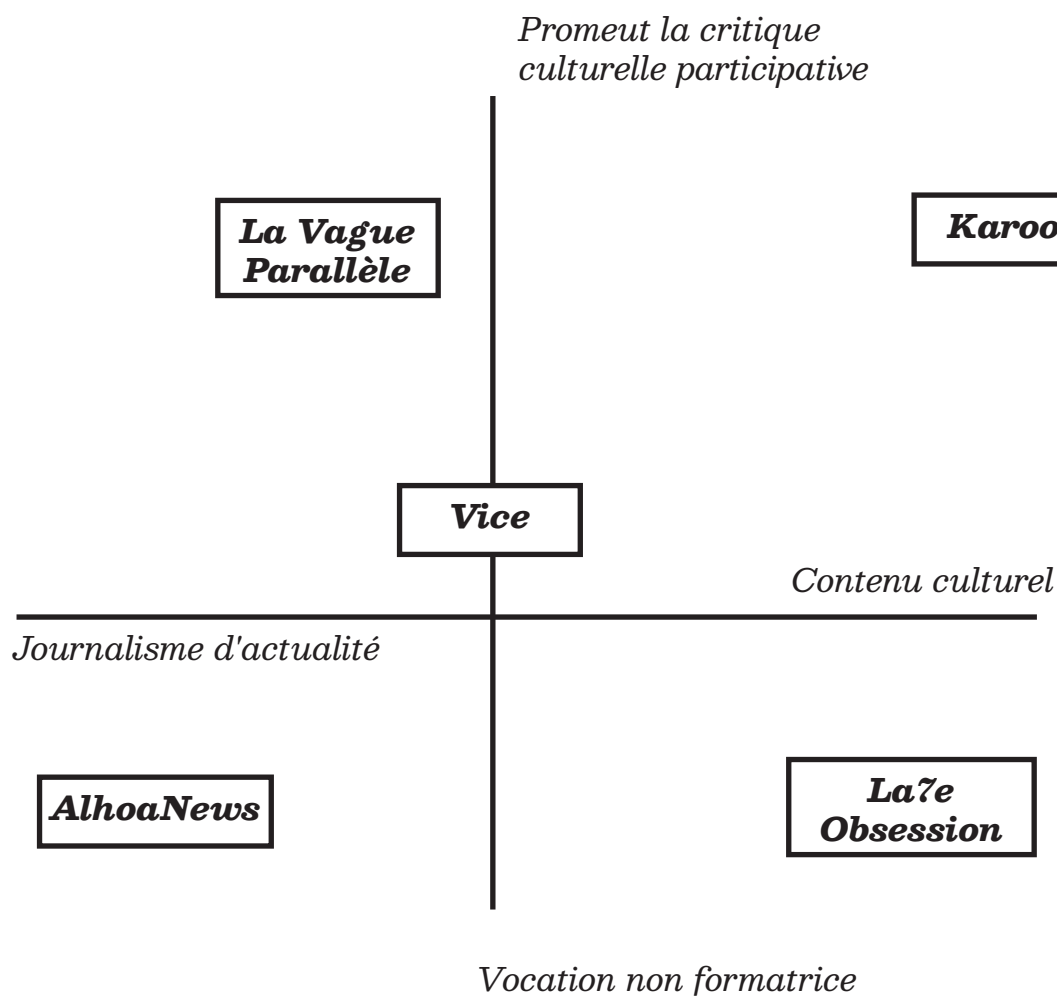 Promeut la critique
culturelle participative
La Vague
Parallèle
Karoo
Vice
Contenu culturel
Journalisme d'actualité
AlhoaNews
La7e
Obsession
Vocation non formatrice